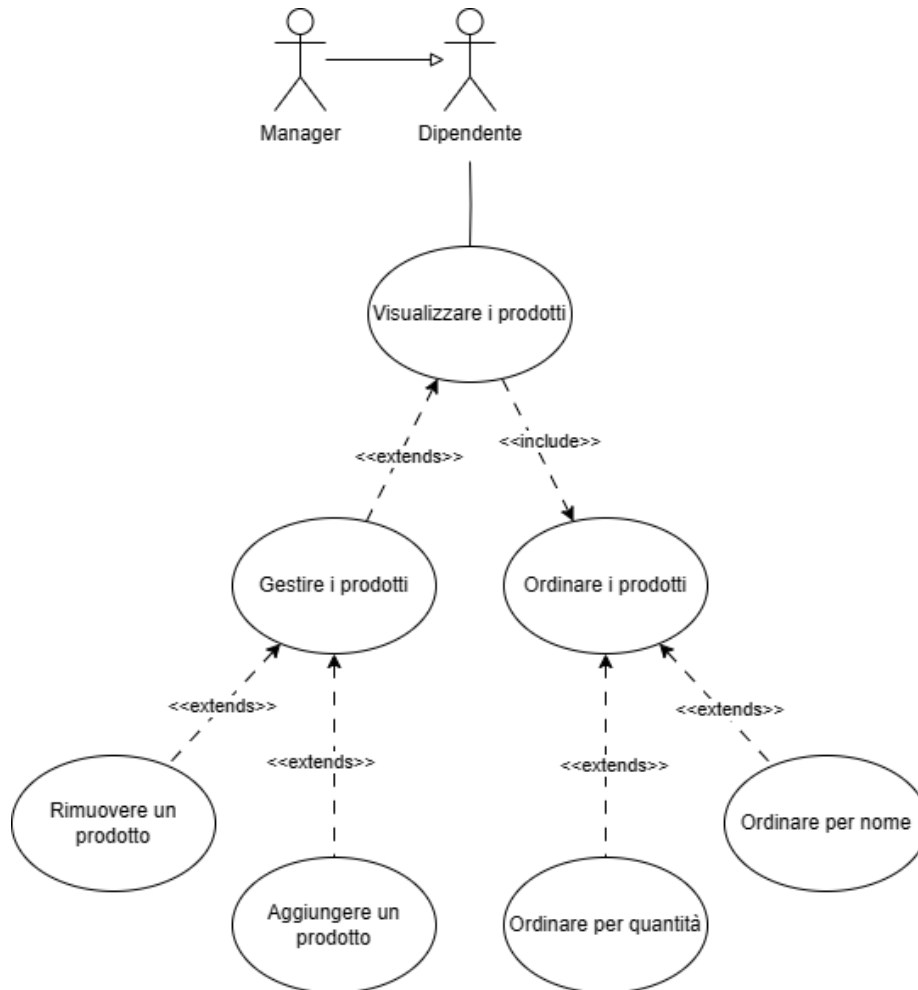 Manager
Dipendente
Visualizzare i prodotti
<<extends>>
<<include>>
Gestire i prodotti
Ordinare i prodotti
<<extends>>
<<extends>>
<<extends>>
<<extends>>
Rimuovere un
prodotto
Ordinare per nome
Aggiungere un
prodotto
Ordinare per quantità